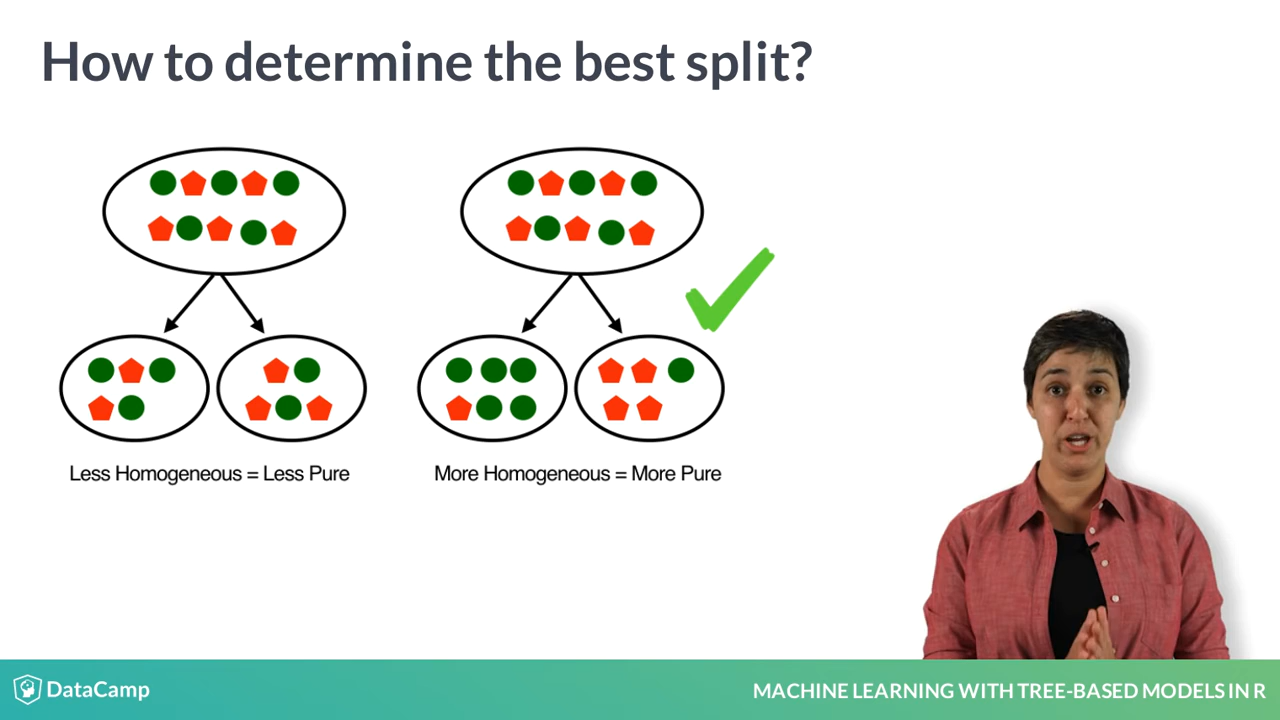 How to determine the best split?
Less Homogeneous = Less Pure
More Homogeneous = More Pure
DataCamp
MACHINE LEARNING WITH TREE-BASED MODELS IN R